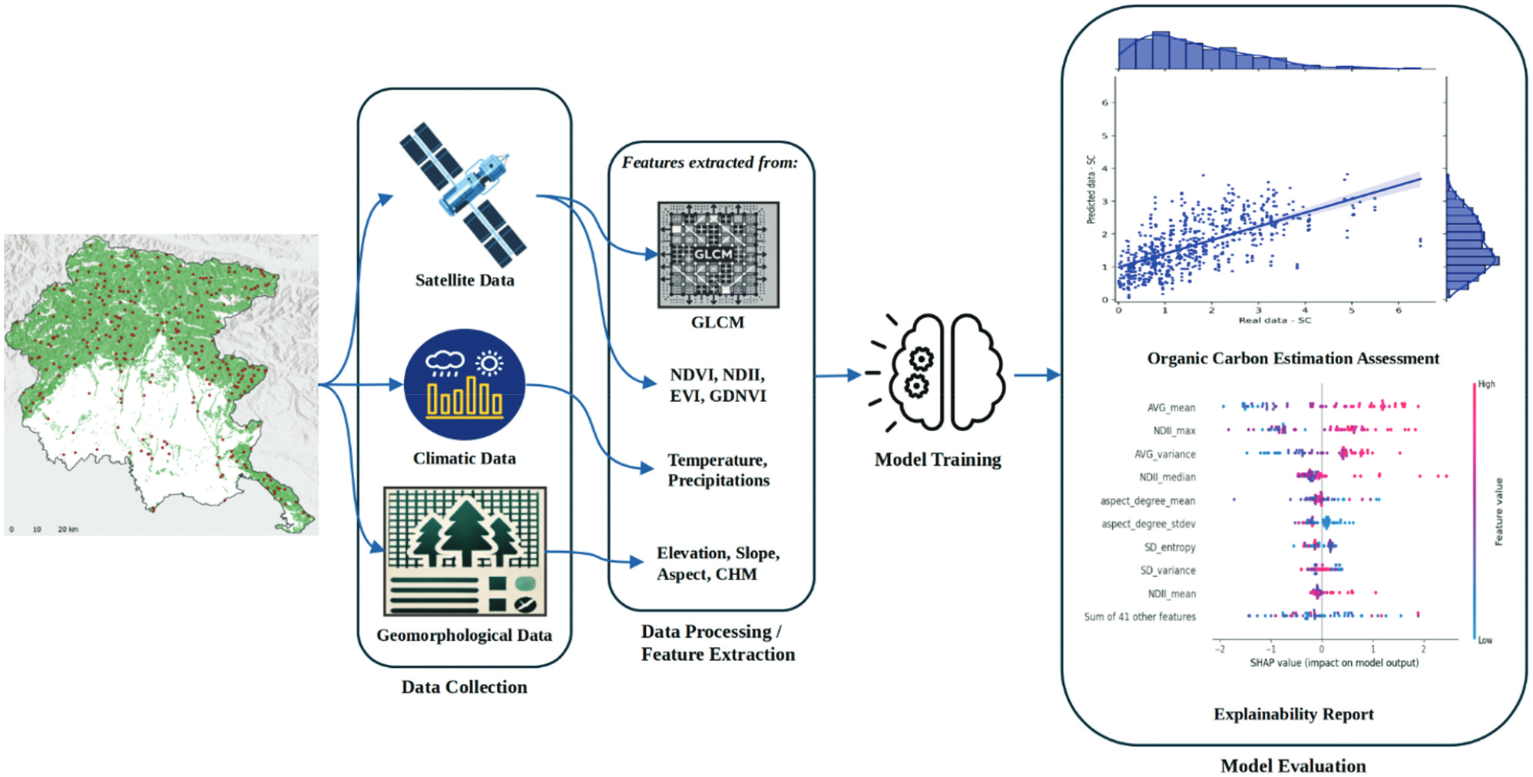 0 10 20 km
Satellite Data
Climatic Data
Geomorphological Data
Data Collection
Features extracted from:
GLCM
GLCM
NDVI, NDII,
EVI, GDNVI
Temperature,
Precipitations
Elevation, Slope,
Aspect, CHM
Data Processing /
Feature Extraction
Model Training
Predicted data - SC
6
5
4
3
2
1
0
0 1 2 3 4 5 6
Real data - SC
Organic Carbon Estimation Assessment
High
AVG_mean
NDII_max
AVG_variance
NDII_median
aspect_degree_mean
aspect_degree_stdev
SD_entropy
SD_variance
NDII_mean
Sum of 41 other features
Feature value
Low
−2 −1 0 1 2
SHAP value (impact on model output)
Explainability Report
Model Evaluation